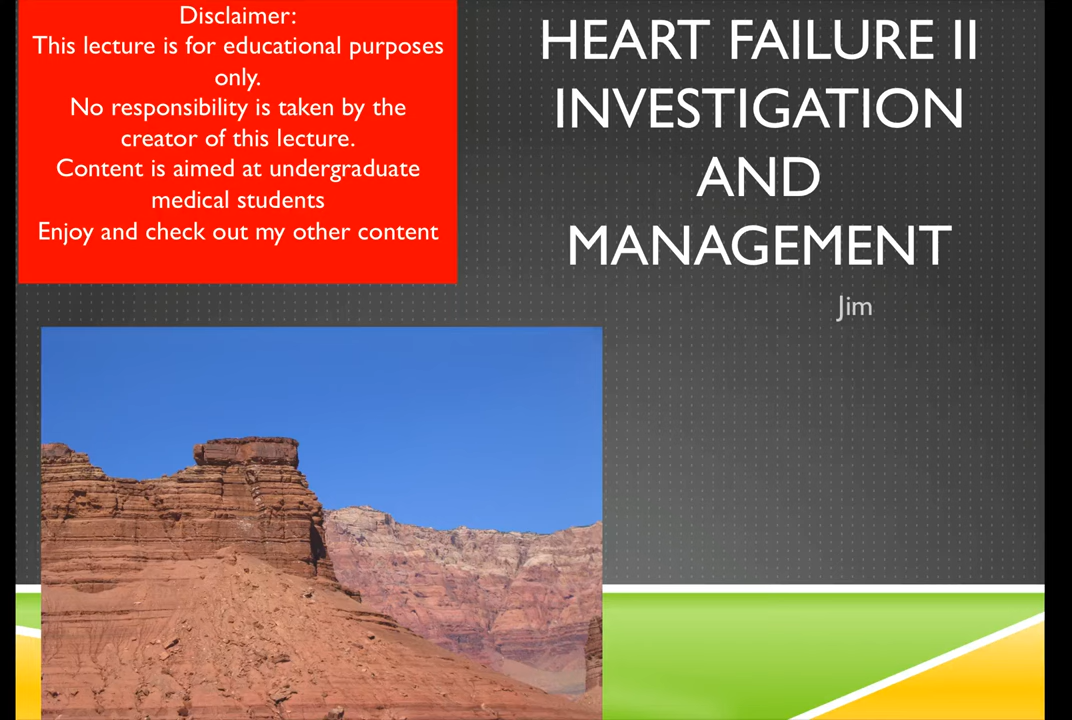 Disclaimer:
This lecture is for educational purposes
only.
No responsibility is taken by the
creator of this lecture.
Content is aimed at undergraduate
medical students
Enjoy and check out my other content
HEART FAILURE II
INVESTIGATION
AND
MANAGEMENT
Jim